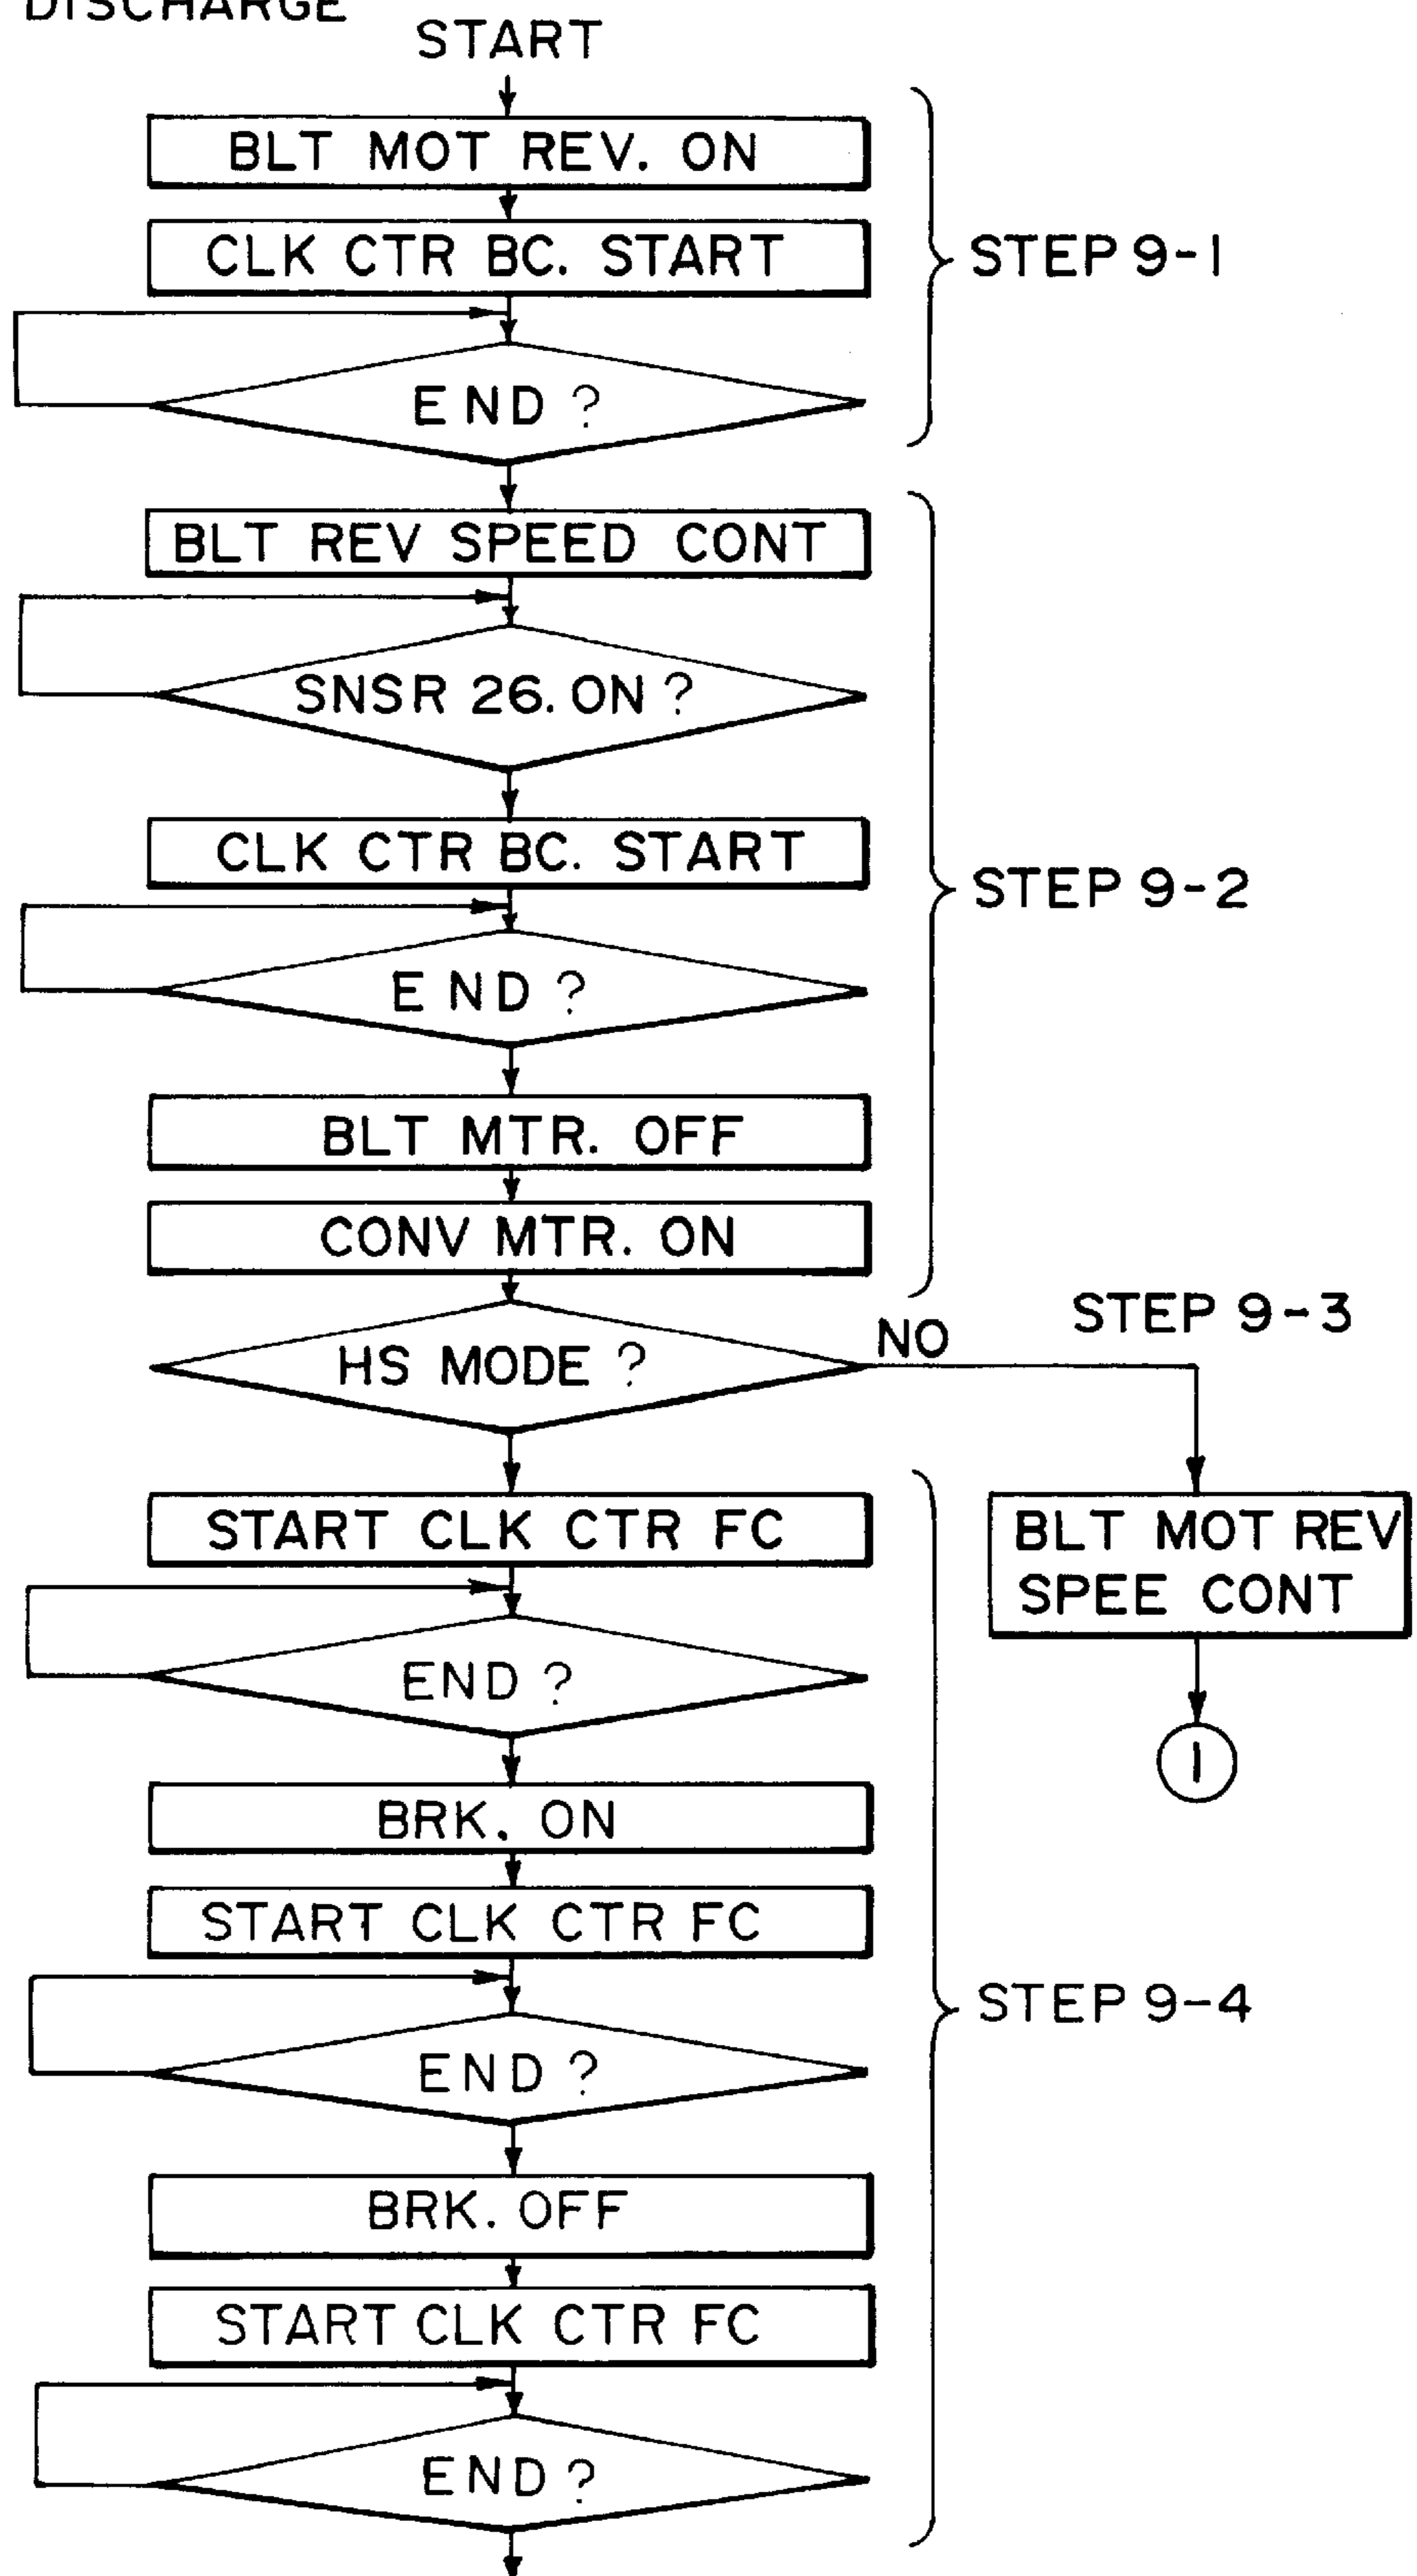 DISCHARGE
START
BLT MOT REV. ON
CLK CTR BC. START
STEP 9-1
END ?
BLT REV SPEED CONT
SNSR 26. ON ?
CLK CTR BC. START
STEP 9-2
END ?
BLT MTR. OFF
CONV MTR. ON
HS MODE ?
NO
STEP 9-3
BLT MOT REV
SPEE CONT
1
START CLK CTR FC
END ?
BRK. ON
START CLK CTR FC
STEP 9-4
END ?
BRK. OFF
START CLK CTR FC
END ?